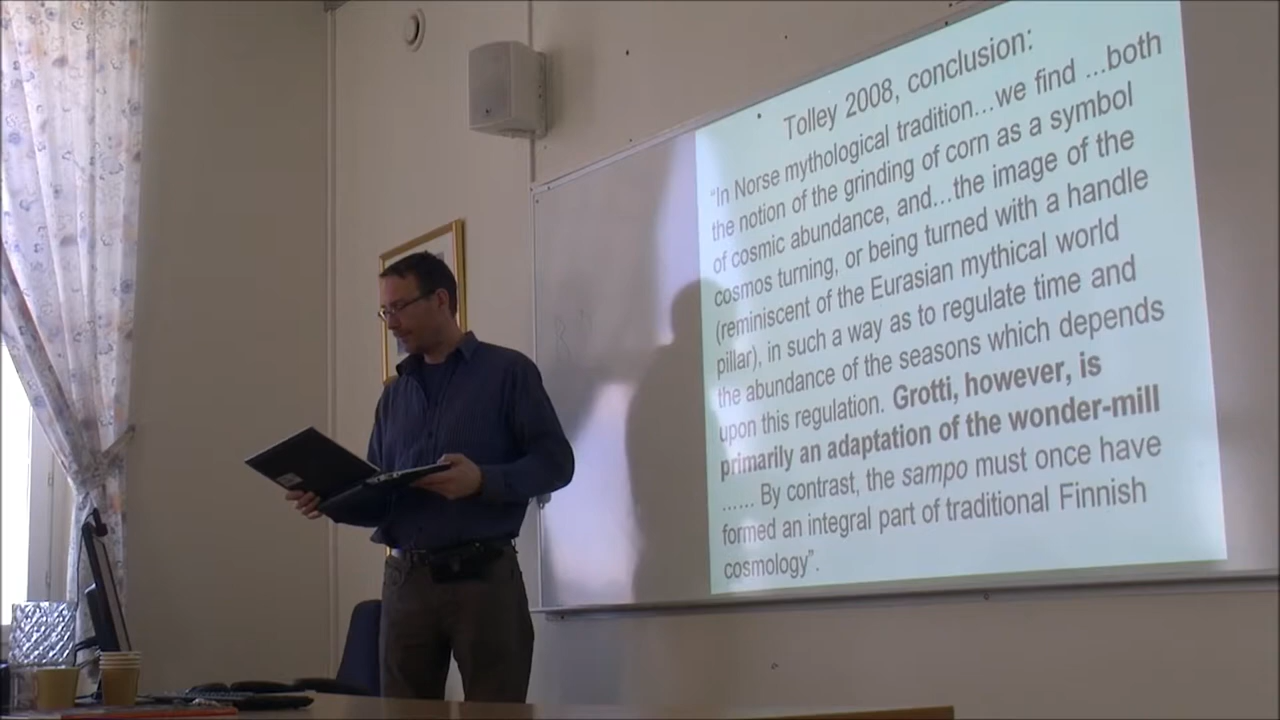 Tolley 2008, conclusion:
“In Norse mythological tradition…we find …both
the notion of the grinding of corn as a symbol
of cosmic abundance, and…the image of the
cosmos turning, or being turned with a handle
(reminiscent of the Eurasian mythical world
pillar), in such a way as to regulate time and
the abundance of the seasons which depends
upon this regulation. Grotti, however, is
primarily an adaptation of the wonder-mill
…… By contrast, the sampo must once have
formed an integral part of traditional Finnish
cosmology”.